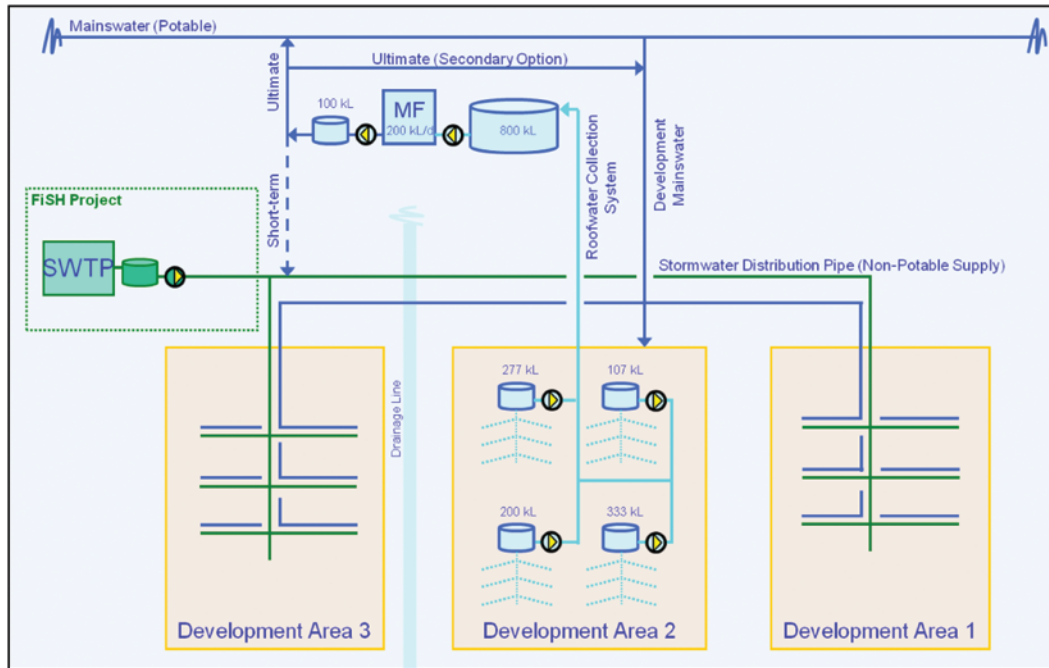 Mainswater (Potable)
Ultimate (Secondary Option)
Ultimate
100 kL
MF
200 kL/d
800 kL
Roofwater Collection
System
Development
Mainswater
Short-term
FiSH Project
SWTP
Stormwater Distribution Pipe (Non-Potable Supply)
Drainage Line
277 kL
107 kL
200 kL
333 kL
Development Area 3
Development Area 2
Development Area 1